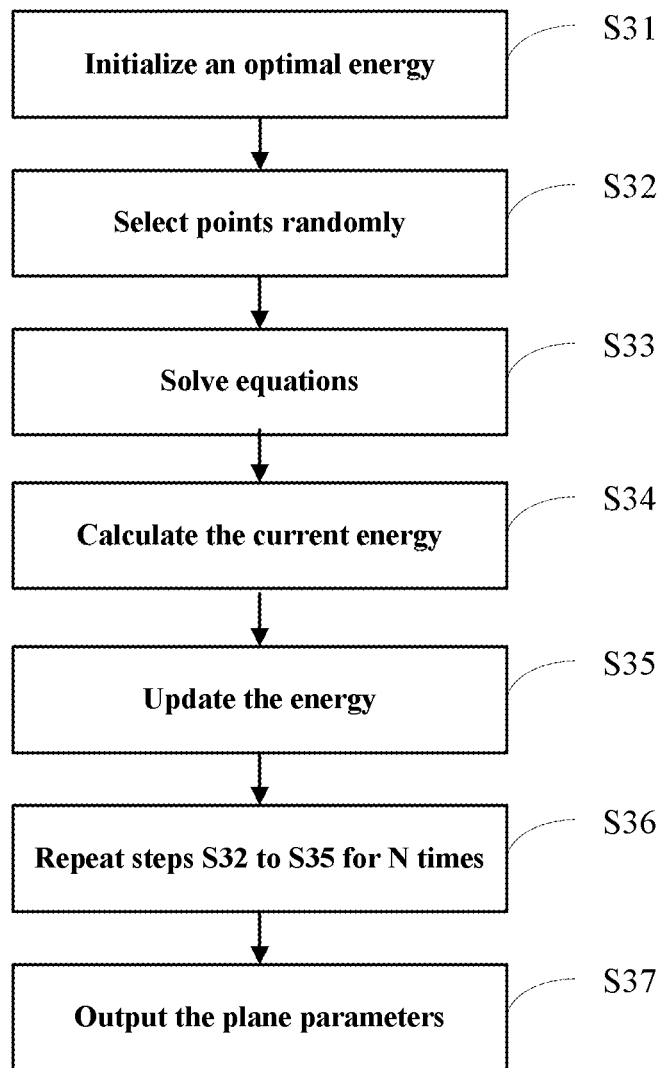 Initialize an optimal energy
S31
Select points randomly
S32
Solve equations
S33
Calculate the current energy
S34
Update the energy
S35
Repeat steps S32 to S35 for N times
S36
Output the plane parameters
S37